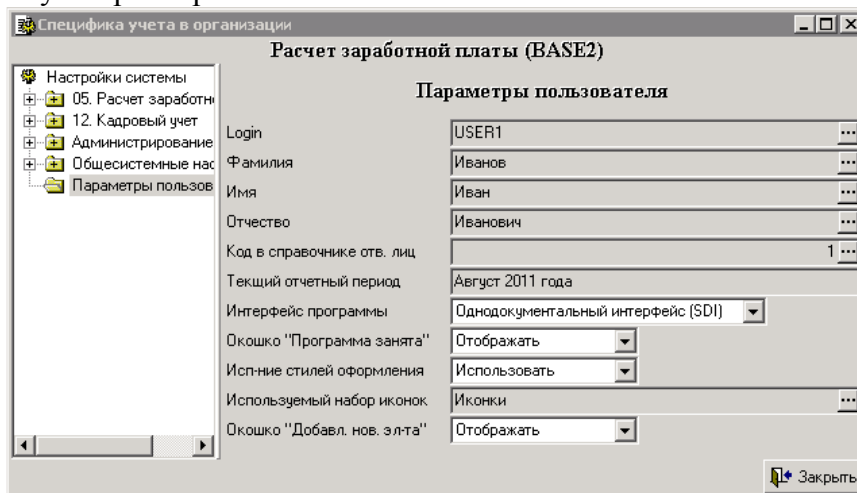 Специфика учета в организации
Расчет заработной платы (BASE2)
Настройки системы
05. Расчет заработн
12. Кадровый учет
Администрирование
Общесистемные нас
Параметры пользов
Параметры пользователя
Login USER1 ...
Фамилия Иванов ...
Имя Иван ...
Отчество Иванович ...
Код в справочнике отв. лиц 1 ...
Текщий отчетный период Август 2011 года
Интерфейс программы Однодокументальный интерфейс (SDI)
Окошко "Программа занята" Отображать
Исп-ние стилей оформления Использовать
Используемый набор иконок Иконки ...
Окошко "Добавл. нов. эл-та" Отображать
Закрыть